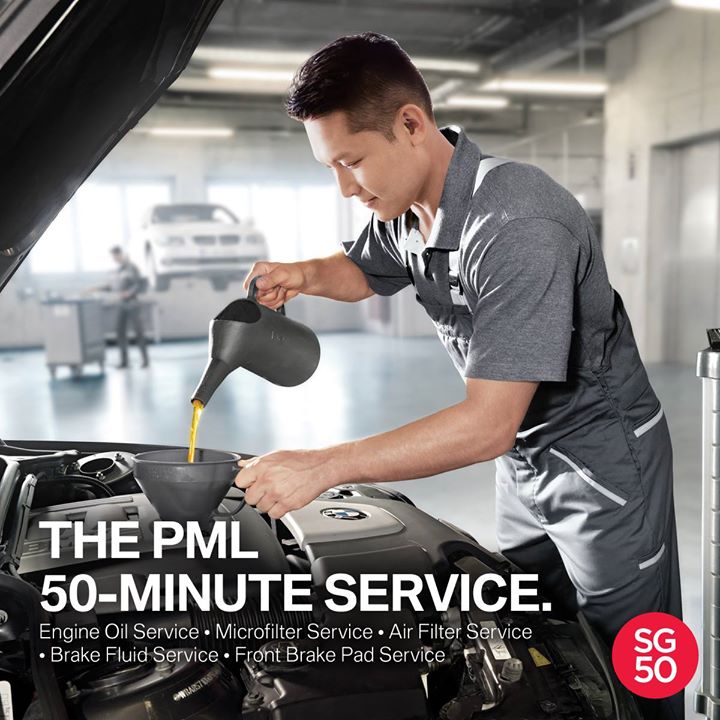 THE PML
50-MINUTE SERVICE.
Engine Oil Service • Microfilter Service • Air Filter Service
• Brake Fluid Service • Front Brake Pad Service
SG
50